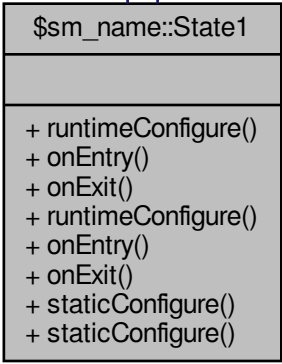 $sm_name::State1
+ runtimeConfigure()
+ onEntry()
+ onExit()
+ runtimeConfigure()
+ onEntry()
+ onExit()
+ staticConfigure()
+ staticConfigure()